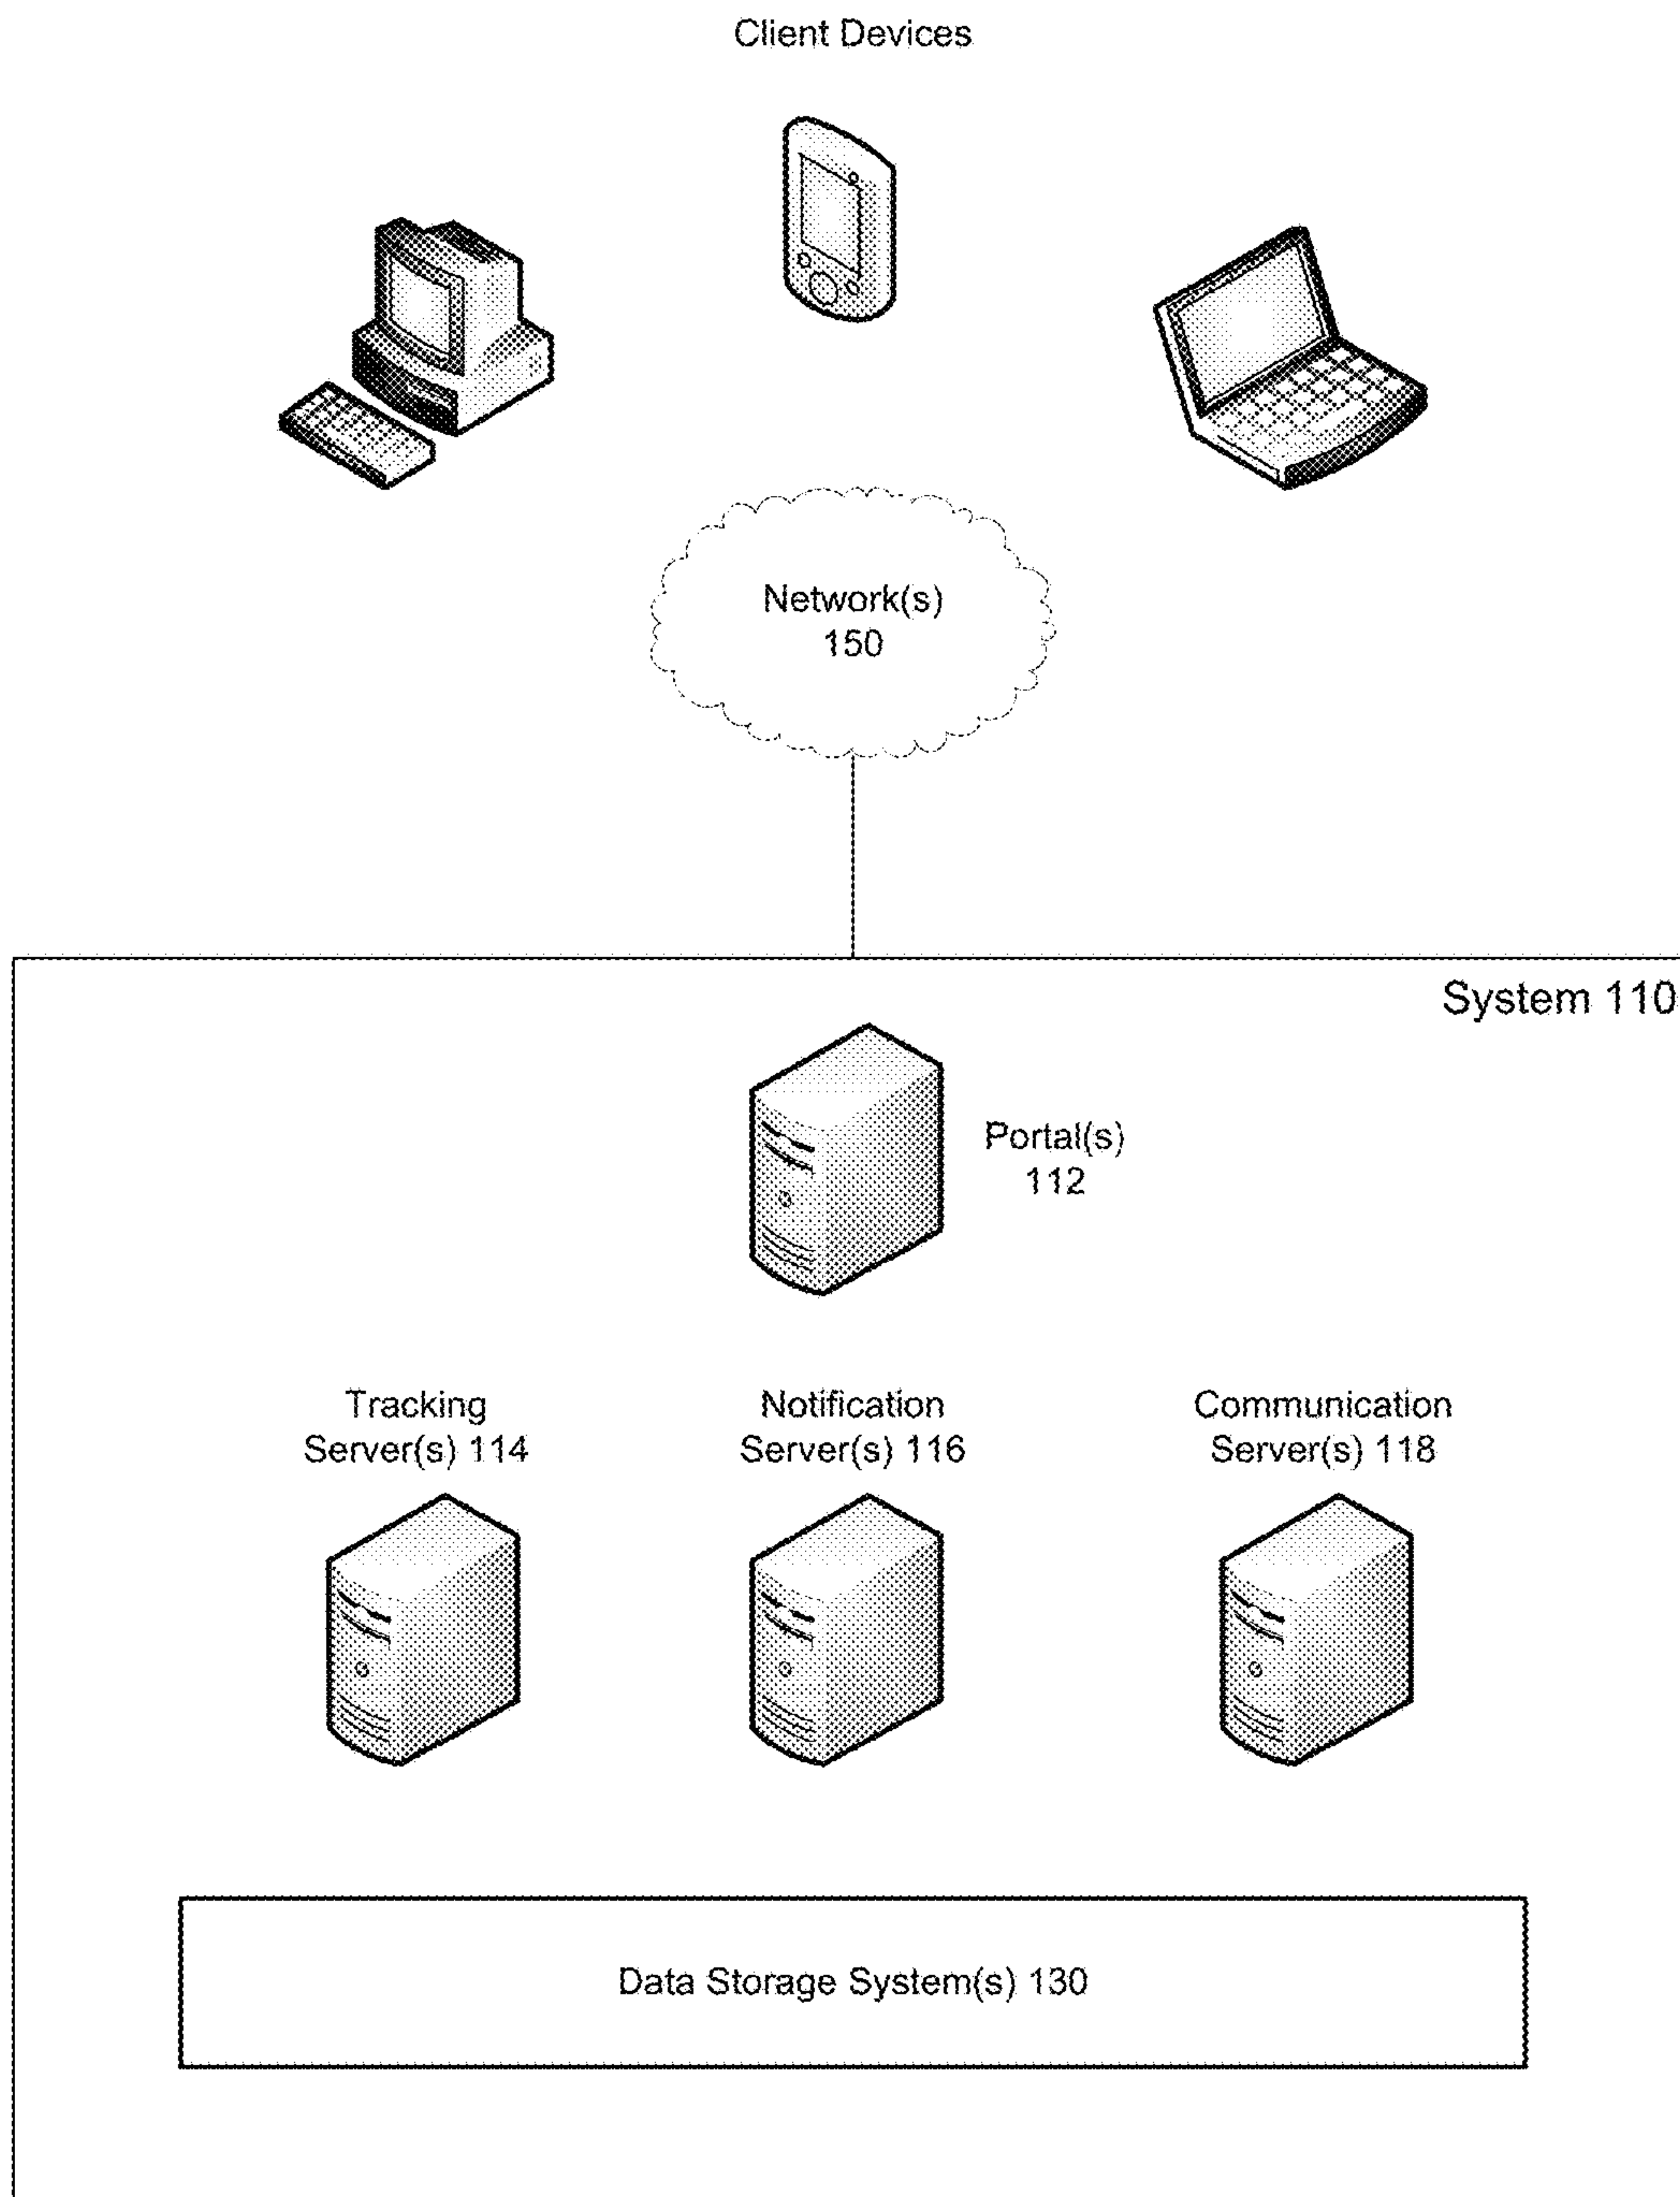 Client Devices
Network(s)
150
System 110
Portal(s)
112
Tracking
Server(s) 114
Notification
Server(s) 116
Communication
Server(s) 118
Data Storage System(s) 130